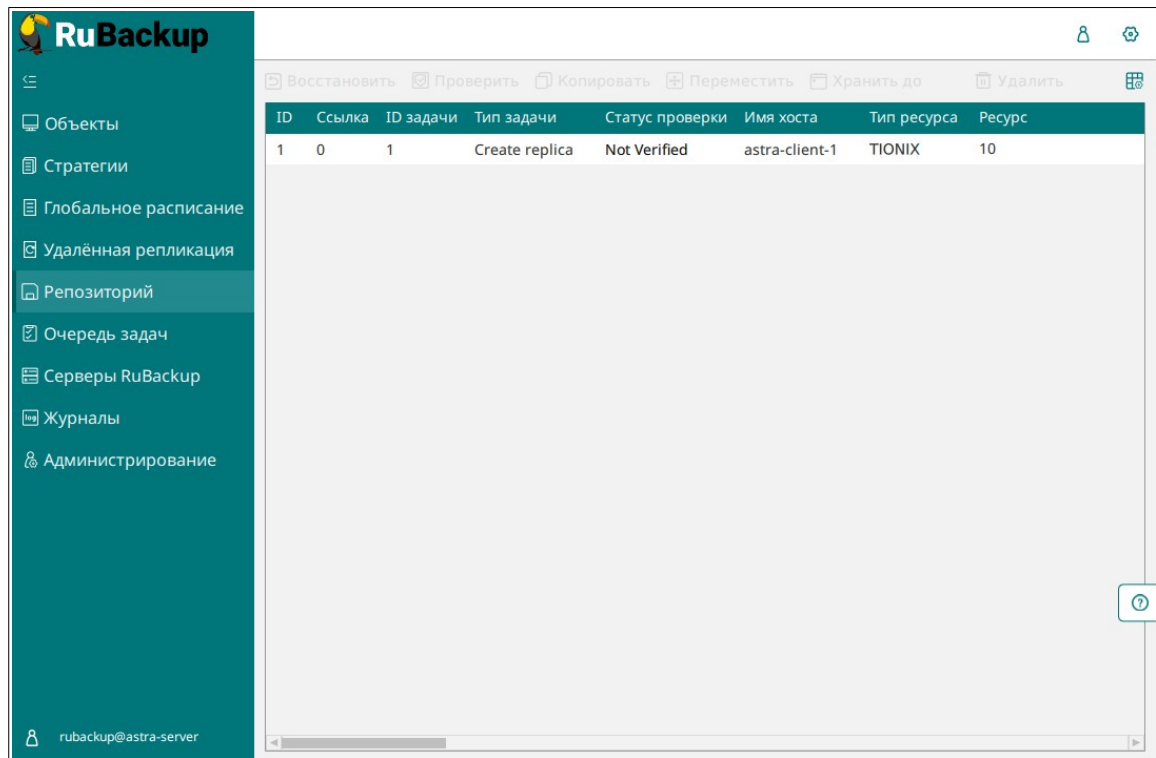 RuBackup
Восстановить Проверить Копировать Переместить Хранить до Удалить
Объекты
Стратегии
Глобальное расписание
Удалённая репликация
Репозиторий
Очередь задач
Серверы RuBackup
log Журналы
Администрирование
rubackup@astra-server
ID Ссылка ID задачи Тип задачи Статус проверки Имя хоста Тип ресурса Ресурс
1 0 1 Create replica Not Verified astra-client-1 TIONIX 10